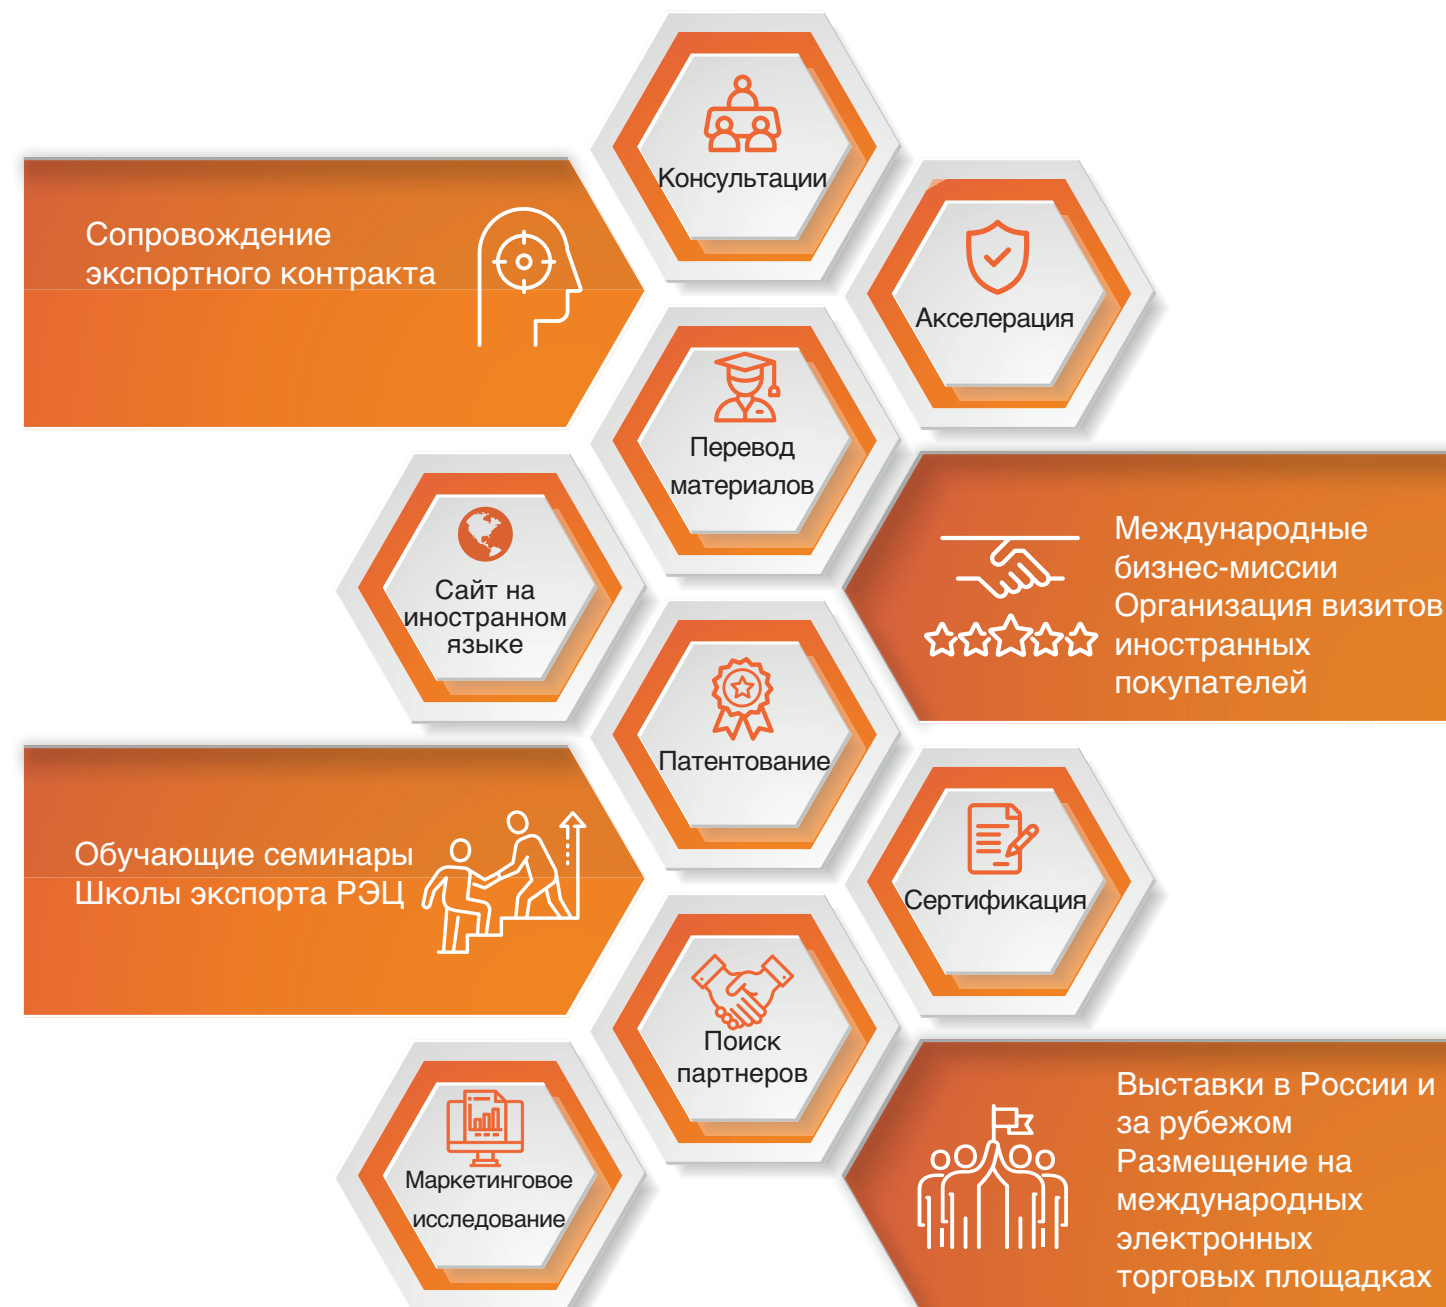 Консультации
Сопровождение
экспортного контракта
Акселерация
Перевод
материалов
Сайт на
иностранном
языке
Международные
бизнес-миссии
Организация визитов
иностранных
покупателей
Патентование
Обучающие семинары
Школы экспорта РЭЦ
Сертификация
Поиск
партнеров
Маркетинговое
исследование
Выставки в России и
за рубежом
Размещение на
международных
электронных
торговых площадках